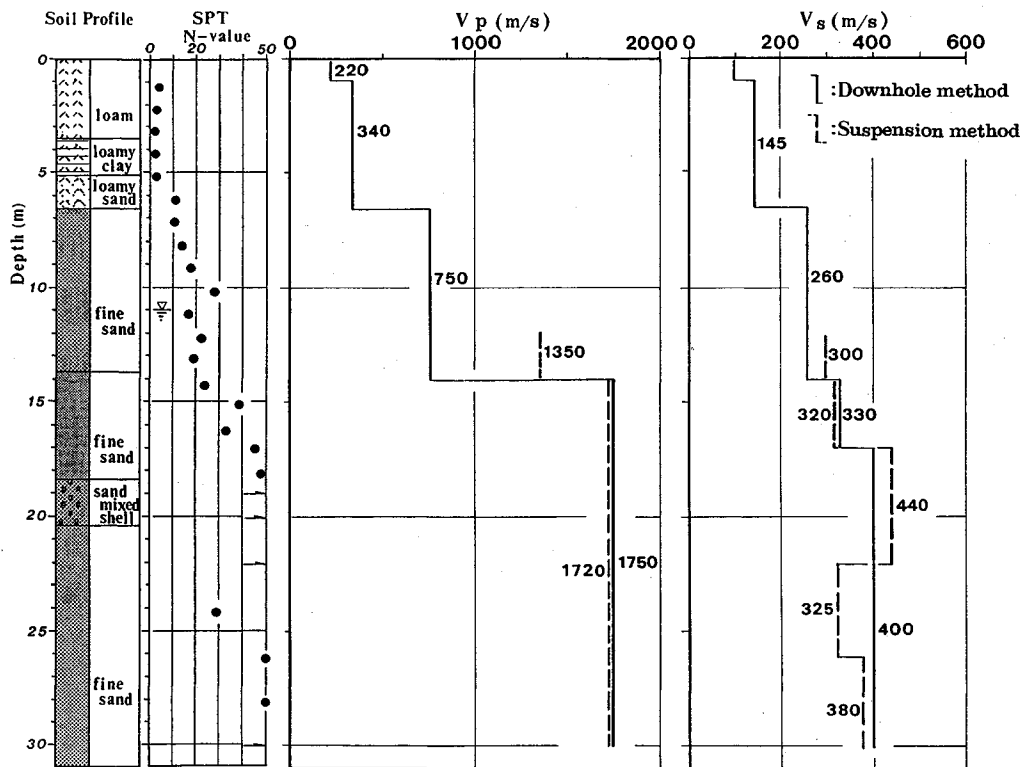 Soil Profile
SPT
N-value
0 20 50
Vp (m/s)
0 1000 2000
Vs (m/s)
0 200 400 600
:Downhole method
:Suspension method
Depth (m)
0
5
10
15
20
25
30
loam
loamy
clay
loamy
sand
fine
sand
fine
sand
sand
mixed
shell
fine
sand
220
340
750
1350
1720
1750
145
260
300
320
330
440
325
400
380